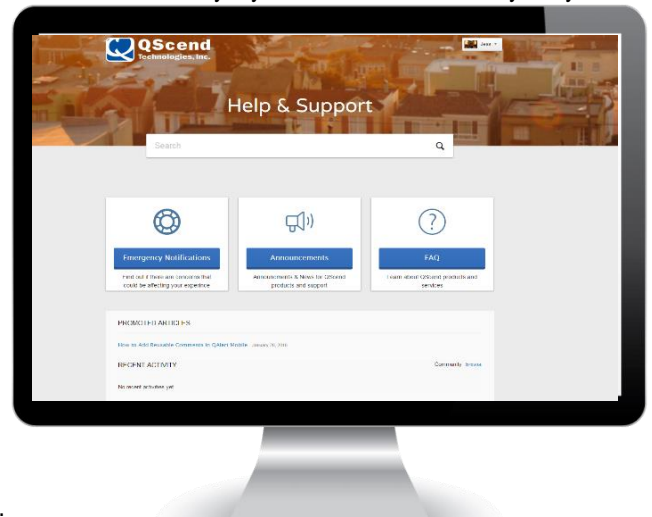 QScend
Technologies, Inc.
Help & Support
Search
Emergency Notifications
Announcements
FAQ
Find out if there are concerns that
could be affecting your experience
Announcements & News for QScend
products and support
Learn about QScend products and
services
PROMOTED ARTICLES
How to Add Reusable Comments in QAlert Mobile
RECENT ACTIVITY
Community
No recent activities yet